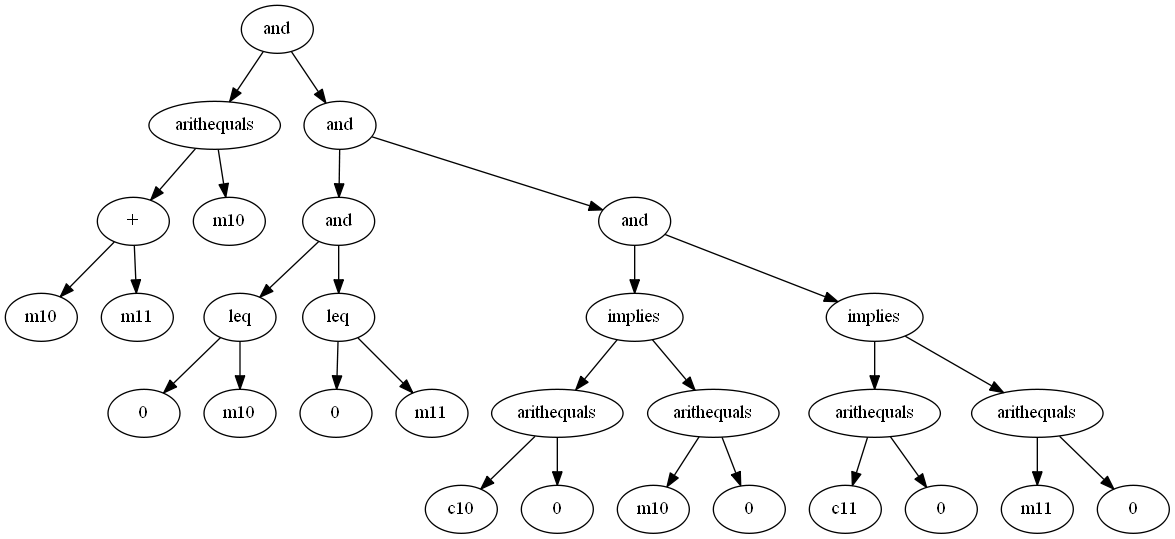 and
arithequals and
+ m10 and and
m10 m11 leq leq implies implies
0 m10 0 m11 arithequals arithequals arithequals arithequals
c10 0 m10 0 c11 0 m11 0